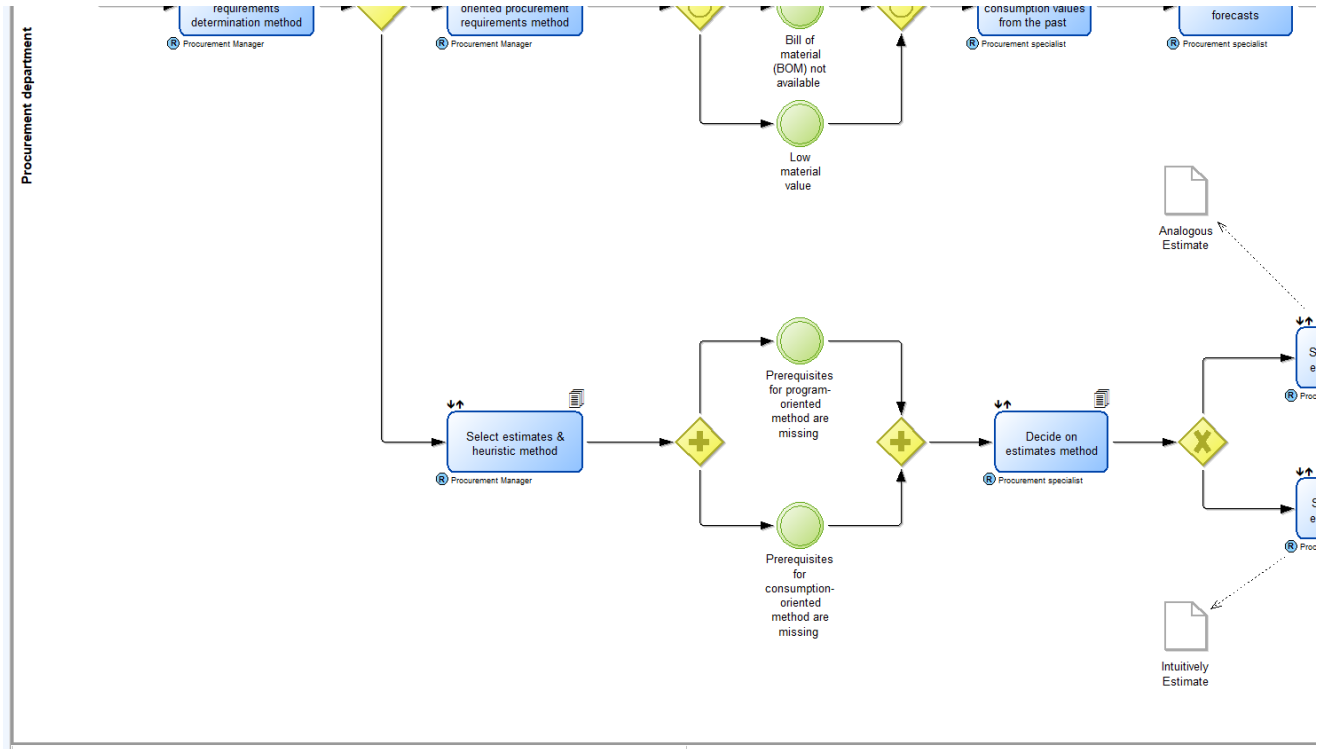 Procurement department
requirements
determination method
R Procurement Manager
oriented procurement
requirements method
R Procurement Manager
Bill of
material
(BOM) not
available
consumption values
from the past
R Procurement specialist
forecasts
R Procurement specialist
Low
material
value
Analogous
Estimate
Prerequisites
for program-
oriented
method are
missing
Select estimates &
heuristic method
R Procurement Manager
Decide on
estimates method
R Procurement specialist
S
e
R Proc
Prerequisites
for
consumption-
oriented
method are
missing
S
e
R Proc
Intuitively
Estimate